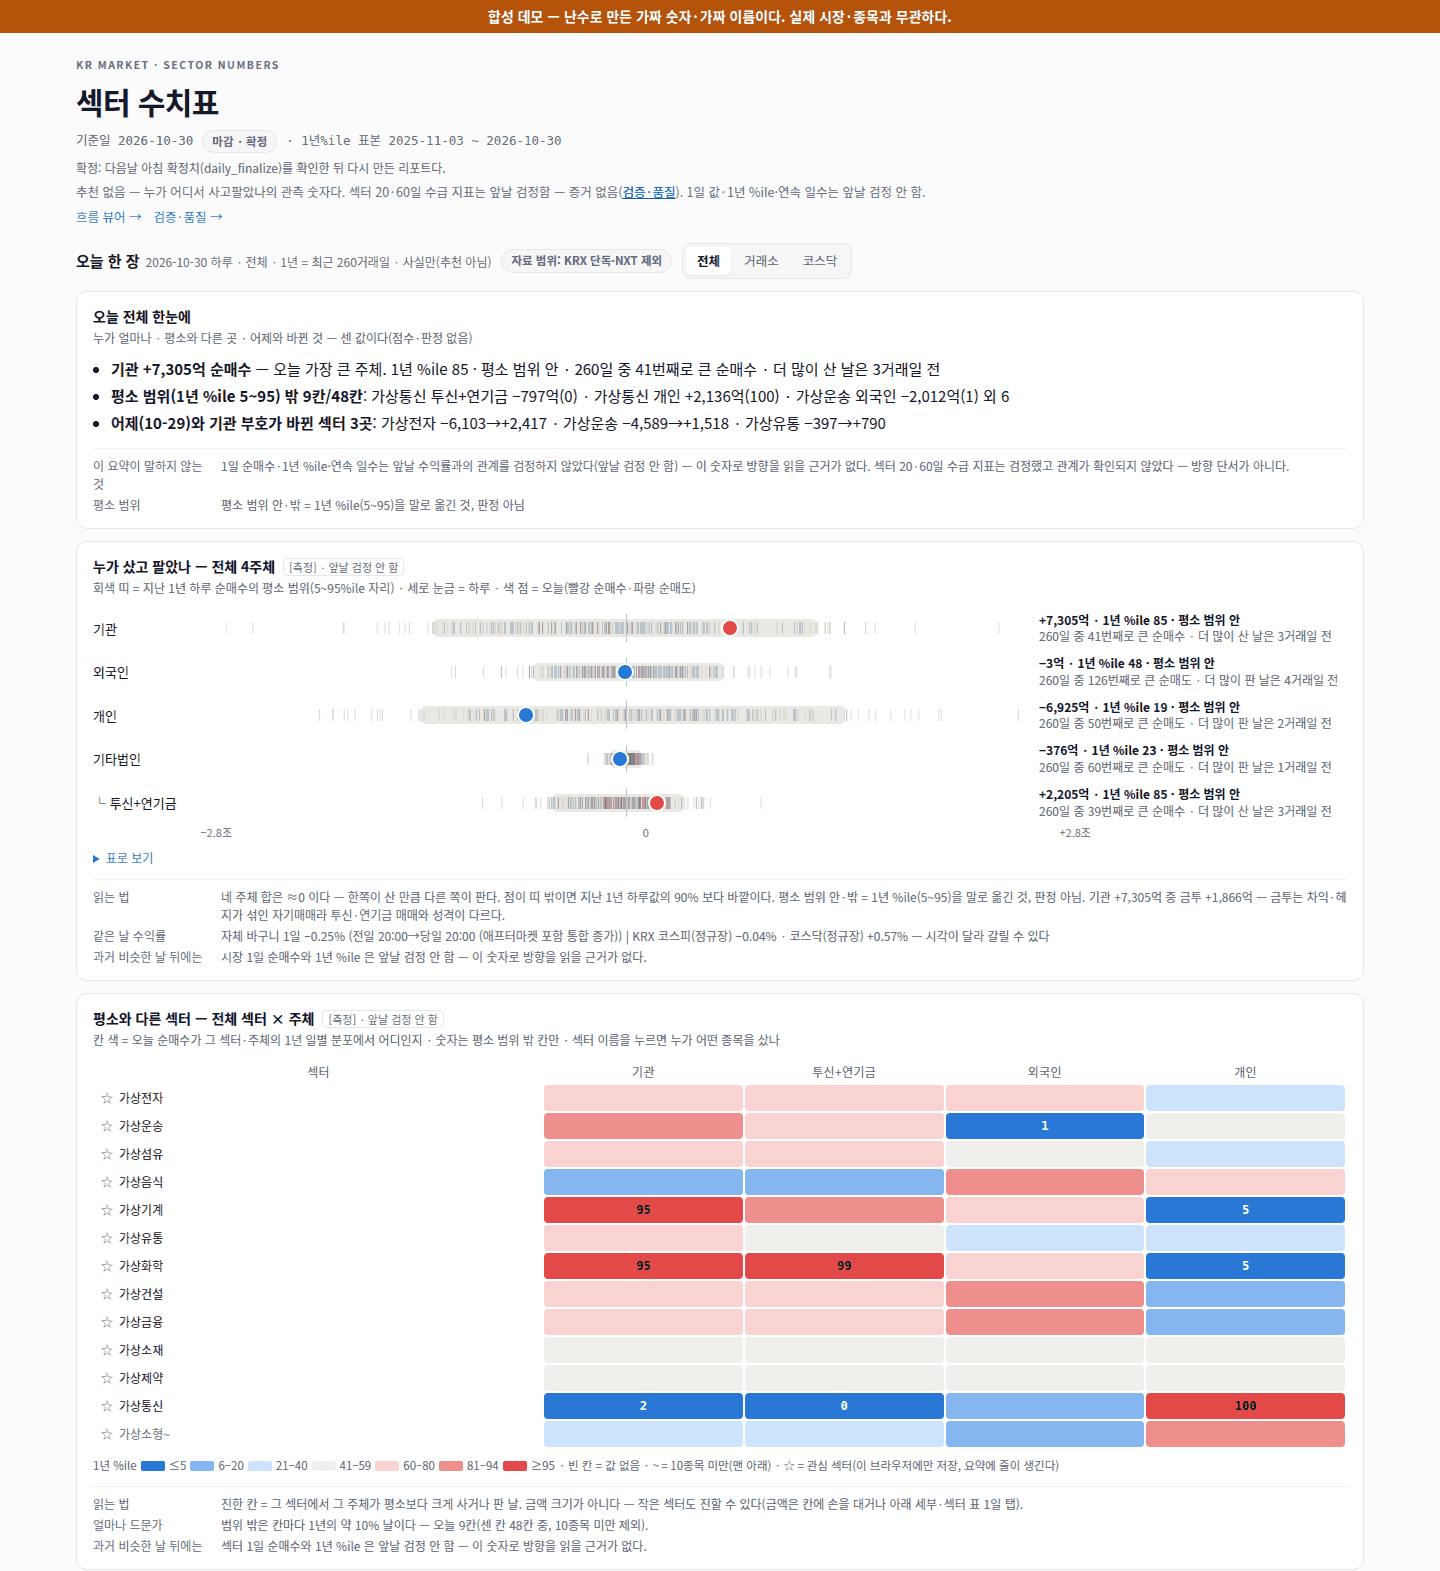 합성 데모 — 난수로 만든 가짜 숫자·가짜 이름이다. 실제 시장·종목과 무관하다.
KR MARKET · SECTOR NUMBERS
섹터 수치표
기준일 2026-10-30 마감·확정 · 1년%ile 표본 2025-11-03 ~ 2026-10-30
확정: 다음날 아침 확정치(daily_finalize)를 확인한 뒤 다시 만든 리포트다.
추천 없음 — 누가 어디서 사고팔았나의 관측 숫자다. 섹터 20·60일 수급 지표는 앞날 검정함 — 증거 없음(검증·품질). 1일 값·1년 %ile·연속 일수는 앞날 검정 안 함.
흐름 뷰어 → 검증·품질 →
오늘 한 장 2026-10-30 하루 · 전체 · 1년 = 최근 260거래일 · 사실만(추천 아님) 자료 범위: KRX 단독·NXT 제외 전체 거래소 코스닥
오늘 전체 한눈에
누가 얼마나 · 평소와 다른 곳 · 어제와 바뀐 것 — 센 값이다(점수·판정 없음)
• 기관 +7,305억 순매수 — 오늘 가장 큰 주체. 1년 %ile 85 · 평소 범위 안 · 260일 중 41번째로 큰 순매수 · 더 많이 산 날은 3거래일 전
• 평소 범위(1년 %ile 5~95) 밖 9칸/48칸: 가상통신 투신+연기금 −797억(0) · 가상통신 개인 +2,136억(100) · 가상운송 외국인 −2,012억(1) 외 6
• 어제(10-29)와 기관 부호가 바뀐 섹터 3곳: 가상전자 −6,103→+2,417 · 가상운송 −4,589→+1,518 · 가상유통 −397→+790
이 요약이 말하지 않는 것 1일 순매수·1년 %ile·연속 일수는 앞날 수익률과의 관계를 검정하지 않았다(앞날 검정 안 함) — 이 숫자로 방향을 읽을 근거가 없다. 섹터 20·60일 수급 지표는 검정했고 관계가 확인되지 않았다 — 방향 단서가 아니다.
평소 범위 평소 범위 안·밖 = 1년 %ile(5~95)을 말로 옮긴 것, 판정 아님
누가 샀고 팔았나 — 전체 4주체 [측정] · 앞날 검정 안 함
회색 띠 = 지난 1년 하루 순매수의 평소 범위(5~95%ile 자리) · 세로 눈금 = 하루 · 색 점 = 오늘(빨강 순매수·파랑 순매도)
기관 +7,305억 · 1년 %ile 85 · 평소 범위 안
260일 중 41번째로 큰 순매수 · 더 많이 산 날은 3거래일 전
외국인 −3억 · 1년 %ile 48 · 평소 범위 안
260일 중 126번째로 큰 순매도 · 더 많이 판 날은 4거래일 전
개인 −6,925억 · 1년 %ile 19 · 평소 범위 안
260일 중 50번째로 큰 순매도 · 더 많이 판 날은 2거래일 전
기타법인 −376억 · 1년 %ile 23 · 평소 범위 안
260일 중 60번째로 큰 순매도 · 더 많이 판 날은 1거래일 전
└ 투신+연기금 +2,205억 · 1년 %ile 85 · 평소 범위 안
260일 중 39번째로 큰 순매수 · 더 많이 산 날은 3거래일 전
−2.8조 0 +2.8조
▶ 표로 보기
읽는 법 네 주체 합은 ≈0 이다 — 한쪽이 산 만큼 다른 쪽이 판다. 점이 띠 밖이면 지난 1년 하루값의 90% 보다 바깥이다. 평소 범위 안·밖 = 1년 %ile(5~95)을 말로 옮긴 것, 판정 아님. 기관 +7,305억 중 금투 +1,866억 — 금투는 차익·헤
지가 섞인 자기매매라 투신·연기금 매매와 성격이 다르다.
같은 날 수익률 자체 바구니 1일 −0.25% (전일 20:00→당일 20:00 (애프터마켓 포함 통합 종가)) | KRX 코스피(정규장) −0.04% · 코스닥(정규장) +0.57% — 시각이 달라 갈릴 수 있다
과거 비슷한 날 뒤에는 시장 1일 순매수와 1년 %ile 은 앞날 검정 안 함 — 이 숫자로 방향을 읽을 근거가 없다.
평소와 다른 섹터 — 전체 섹터 × 주체 [측정] · 앞날 검정 안 함
칸 색 = 오늘 순매수가 그 섹터·주체의 1년 일별 분포에서 어디인지 · 숫자는 평소 범위 밖 칸만 · 섹터 이름을 누르면 누가 어떤 종목을 샀나
섹터 기관 투신+연기금 외국인 개인
☆ 가상전자
☆ 가상운송 1
☆ 가상섬유
☆ 가상음식
☆ 가상기계 95 5
☆ 가상유통
☆ 가상화학 95 99 5
☆ 가상건설
☆ 가상금융
☆ 가상소재
☆ 가상제약
☆ 가상통신 2 0 100
☆ 가상소형~
1년 %ile ≤5 6–20 21–40 41–59 60–80 81–94 ≥95 · 빈 칸 = 값 없음 · ~ = 10종목 미만(맨 아래) · ☆ = 관심 섹터(이 브라우저에만 저장, 요약에 줄이 생긴다)
읽는 법 진한 칸 = 그 섹터에서 그 주체가 평소보다 크게 사거나 판 날. 금액 크기가 아니다 — 작은 섹터도 진할 수 있다(금액은 칸에 손을 대거나 아래 세부·섹터 표 1일 탭).
얼마나 드문가 범위 밖은 칸마다 1년의 약 10% 날이다 — 오늘 9칸(센 칸 48칸 중, 10종목 미만 제외).
과거 비슷한 날 뒤에는 섹터 1일 순매수와 1년 %ile 은 앞날 검정 안 함 — 이 숫자로 방향을 읽을 근거가 없다.